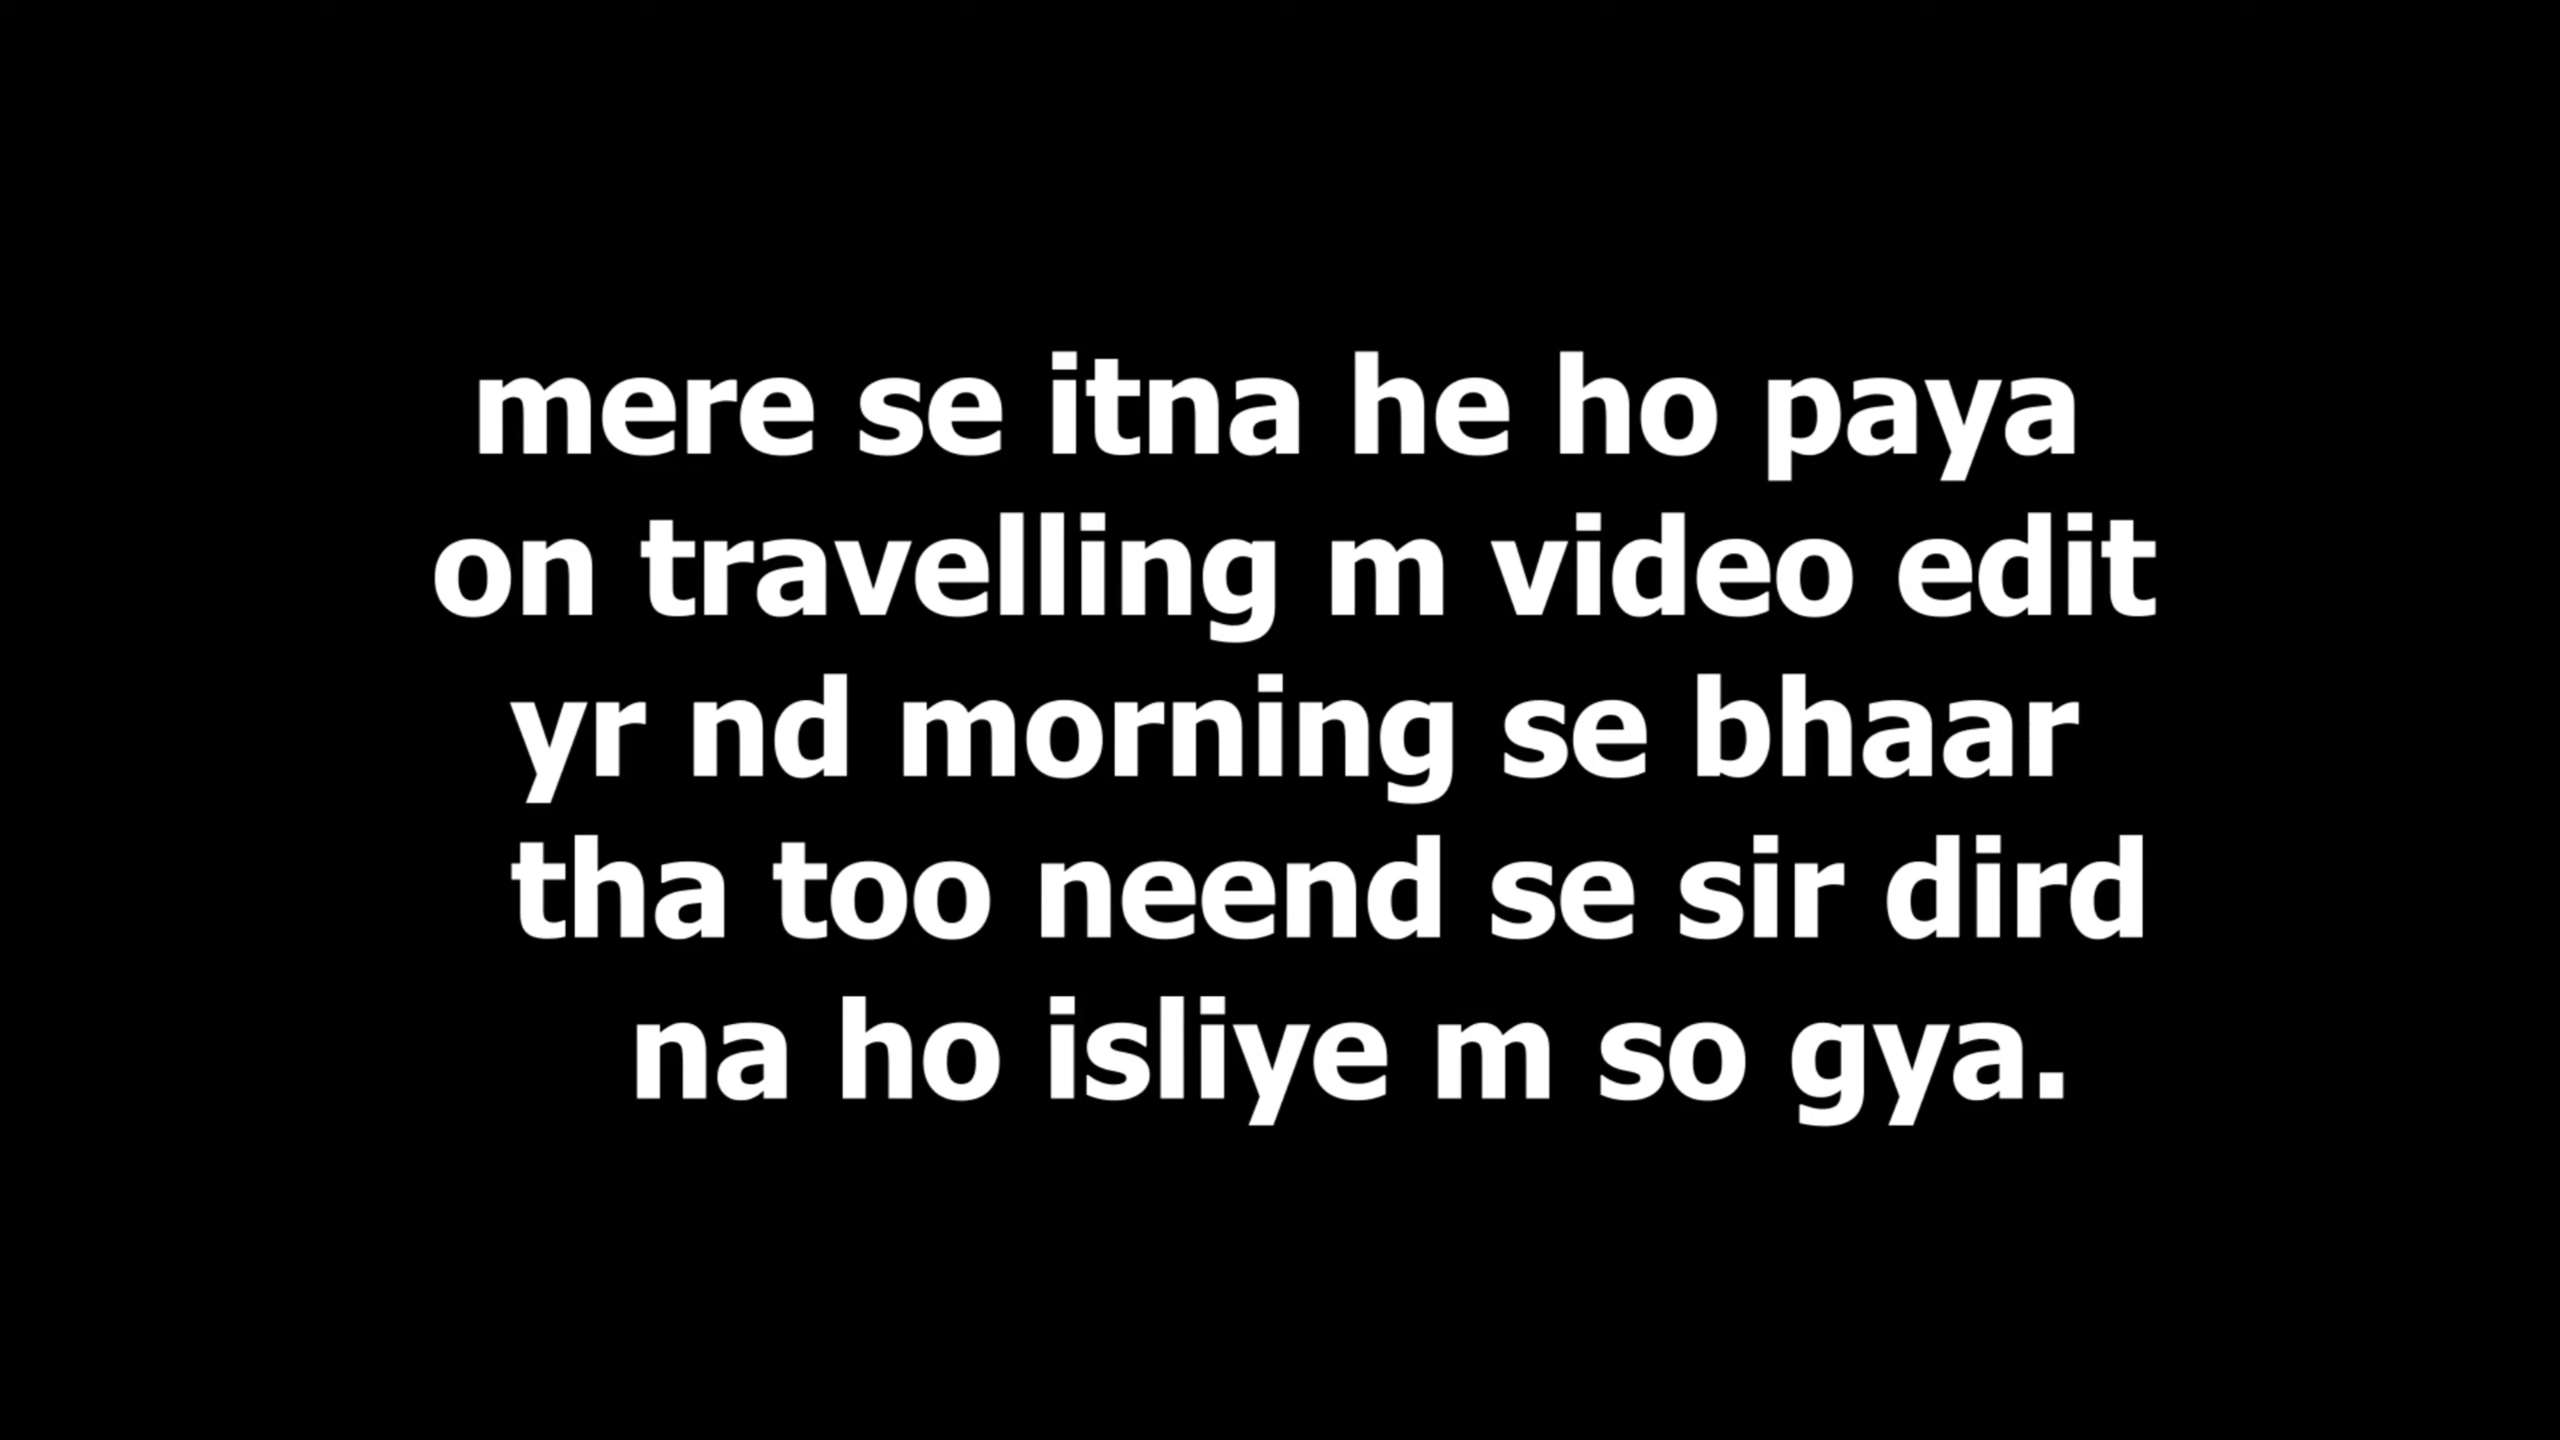 mere se itna he ho paya
on travelling m video edit
yr nd morning se bhaar
tha too neend se sir dird
na ho isliye m so gya.